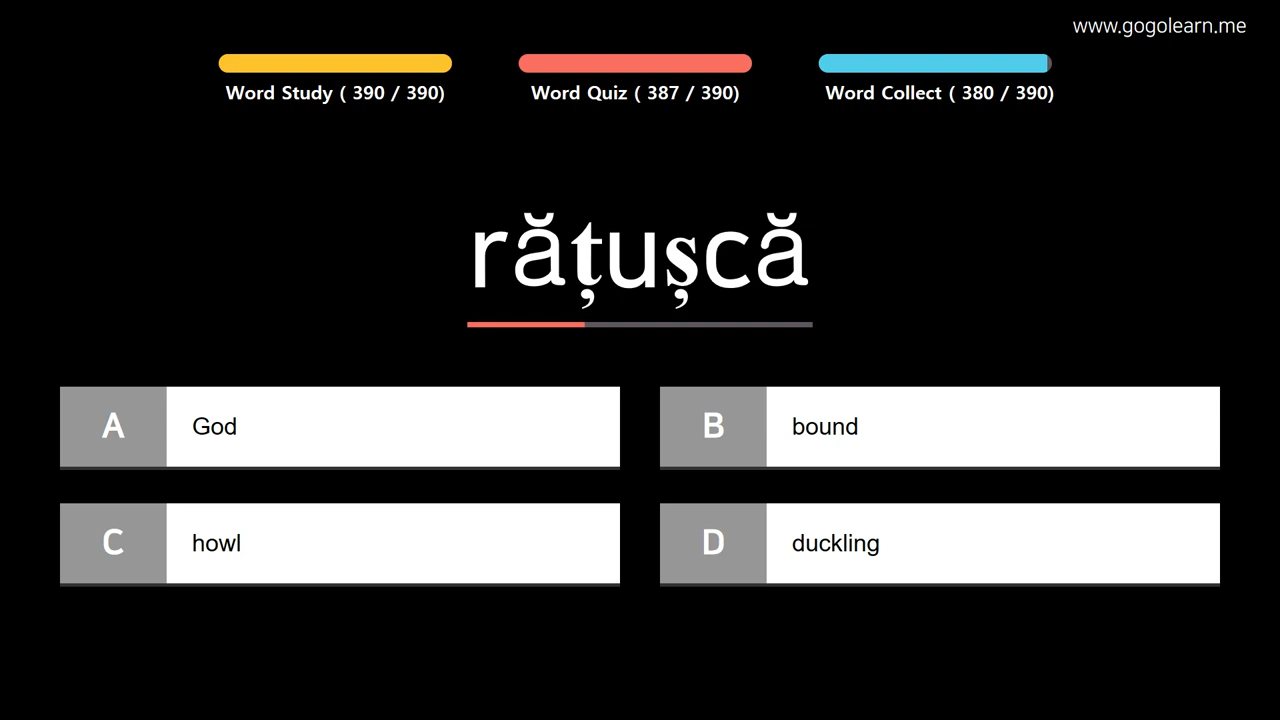 www.gogolearn.me
Word Study ( 390 / 390)
Word Quiz ( 387 / 390)
Word Collect ( 380 / 390)
rățușcă
A God
B bound
C howl
D duckling